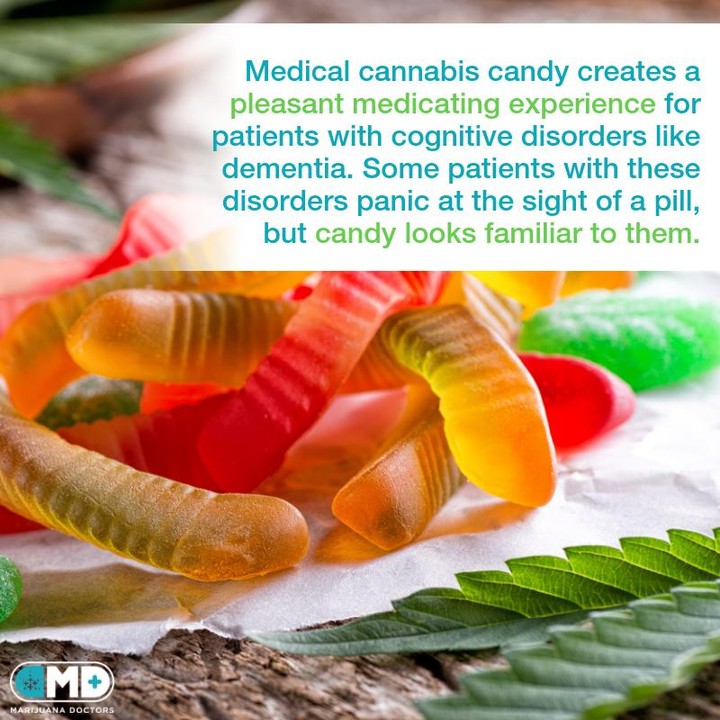 Medical cannabis candy creates a
pleasant medicating experience for
patients with cognitive disorders like
dementia. Some patients with these
disorders panic at the sight of a pill,
but candy looks familiar to them.
MD
MARIJUANA DOCTORS